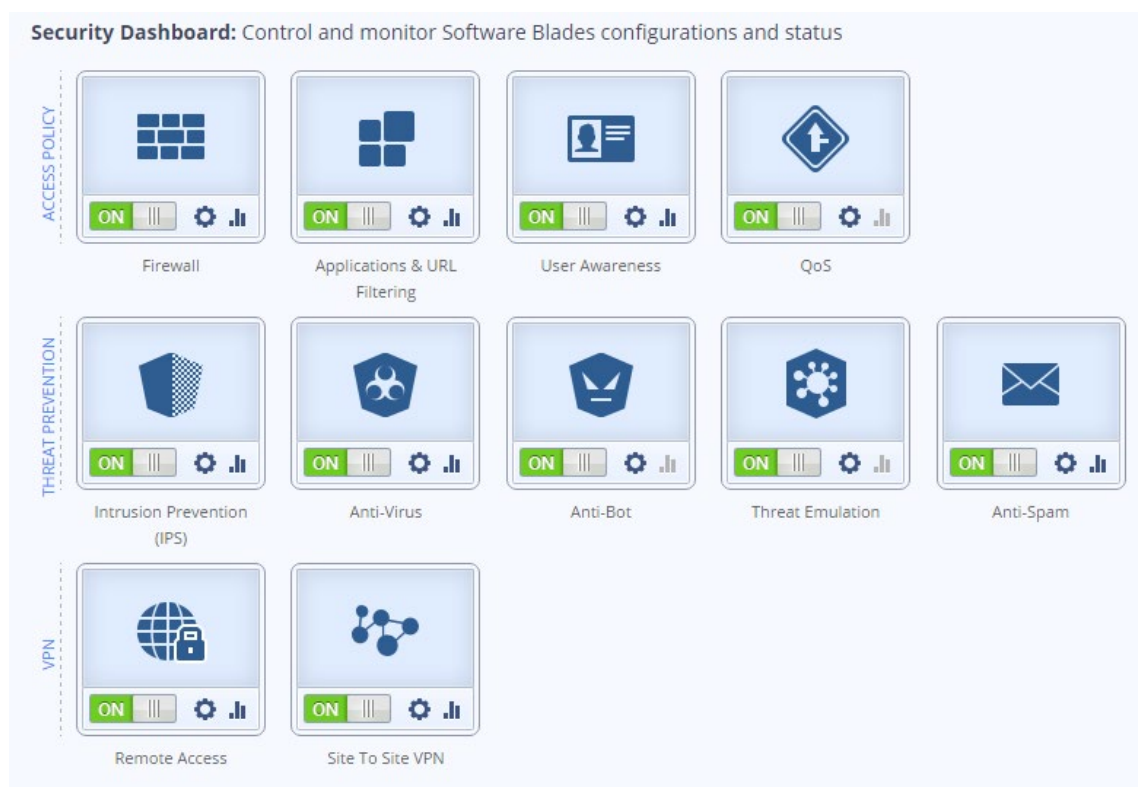 Security Dashboard: Control and monitor Software Blades configurations and status
ACCESS POLICY
ON
ON
ON
ON
Firewall
Applications & URL
Filtering
User Awareness
QoS
THREAT PREVENTION
ON
ON
ON
ON
ON
Intrusion Prevention
(IPS)
Anti-Virus
Anti-Bot
Threat Emulation
Anti-Spam
VPN
ON
ON
Remote Access
Site To Site VPN